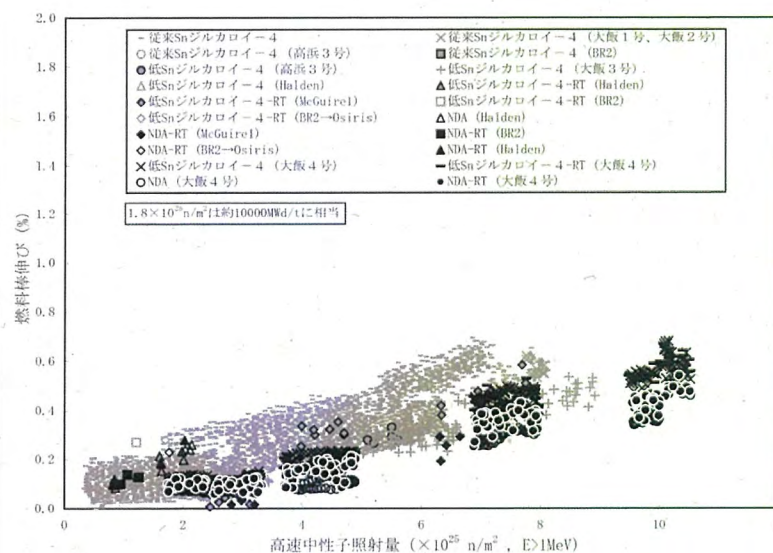 2.0
1.8
1.6
1.4
1.2
1.0
0.8
0.6
0.4
0.2
0.0
燃料棒伸び (%)
従来Snジルカロイー4
従来Snジルカロイー4 (大飯1号、大飯2号)
従来Snジルカロイー4 (高浜3号)
従来Snジルカロイー4 (BR2)
低Snジルカロイー4 (高浜3号)
低Snジルカロイー4 (大飯3号)
低Snジルカロイー4 (Halden)
低Snジルカロイー4-RT (Halden)
低Snジルカロイー4-RT (McGuire1)
低Snジルカロイー4-RT (BR2)
低Snジルカロイー4-RT (BR2→Osiris)
NDA (Halden)
NDA-RT (McGuire1)
NDA-RT (BR2)
NDA-RT (BR2→Osiris)
NDA-RT (Halden)
低Snジルカロイー4 (大飯4号)
低Snジルカロイー4-RT (大飯4号)
NDA (大飯4号)
NDA-RT (大飯4号)
1.8×10²⁵n/m²は約10000MWd/tに相当
0 2 4 6 8 10
高速中性子照射量 (×10²⁵ n/m² , E>1MeV)